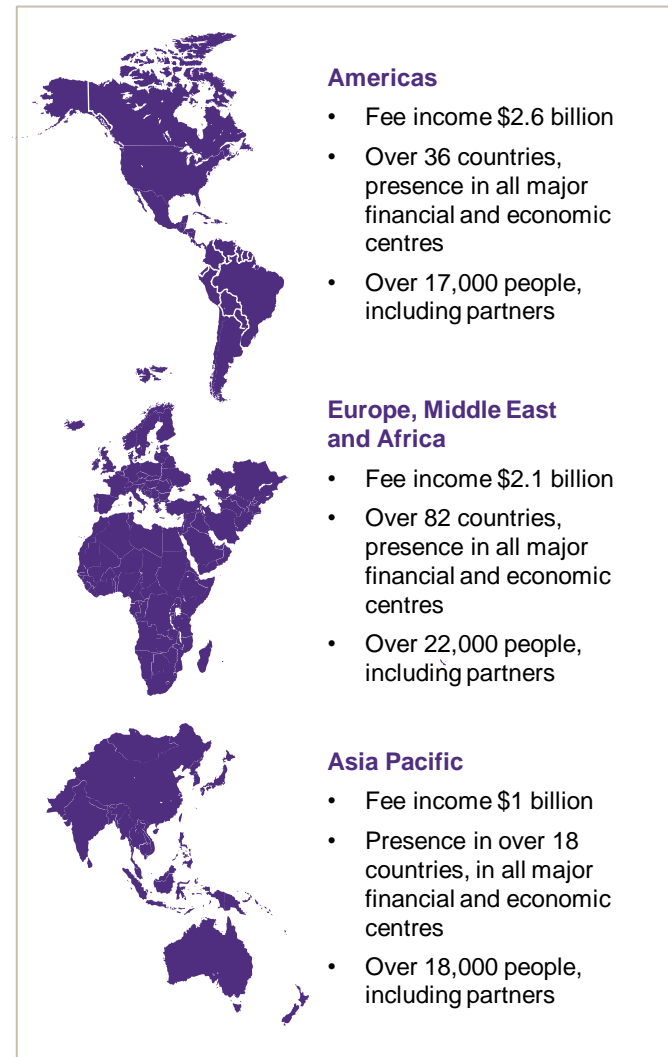 Americas
• Fee income $2.6 billion
• Over 36 countries,
presence in all major
financial and economic
centres
• Over 17,000 people,
including partners
Europe, Middle East
and Africa
• Fee income $2.1 billion
• Over 82 countries,
presence in all major
financial and economic
centres
• Over 22,000 people,
including partners
Asia Pacific
• Fee income $1 billion
• Presence in over 18
countries, in all major
financial and economic
centres
• Over 18,000 people,
including partners